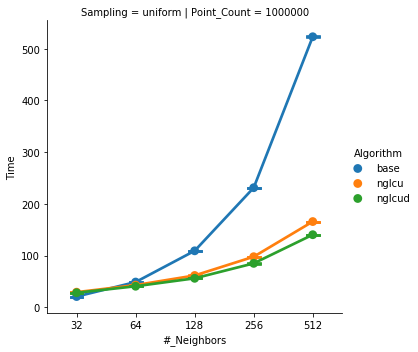 Sampling = uniform | Point_Count = 1000000
500
400
300
200
100
0
Time
32 64 128 256 512
#_Neighbors
Algorithm
base
nglcu
nglcud